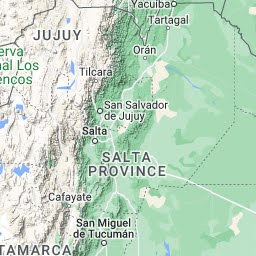 Yacuiba
Tartagal
JUJUY
Orán
erva
nal Los
encos
Tilcara
San Salvador
de Jujuy
Salta
SALTA
PROVINCE
Cafayate
San Miguel
de Tucumán
TAMARCA